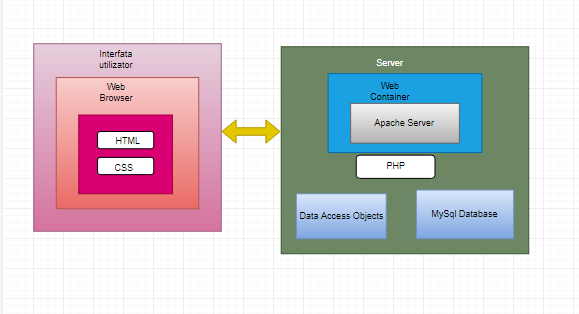 Interfata
utilizator
Web
Browser
HTML
CSS
Server
Web
Container
Apache Server
PHP
Data Access Objects
MySql Database